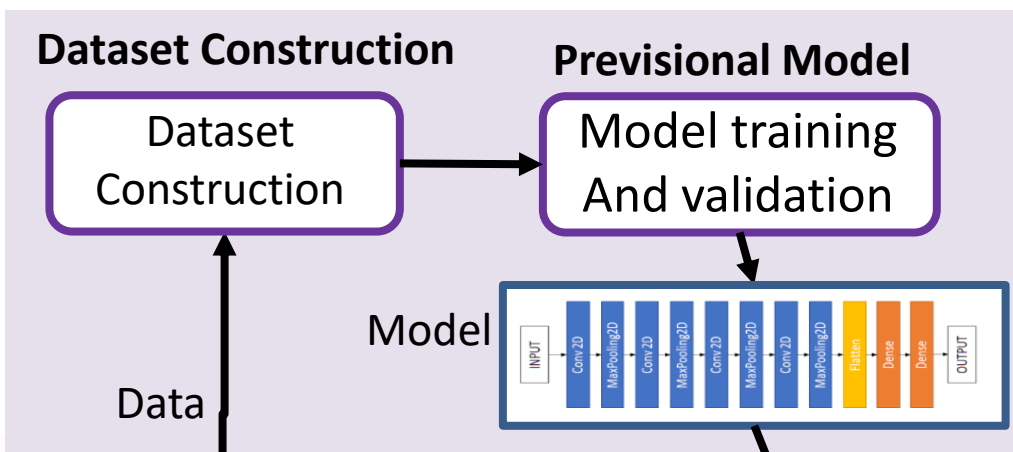 Dataset Construction
Previsional Model
Dataset
Construction
Model training
And validation
Model
INPUT
Conv 2D
MaxPooling2D
Conv 2D
MaxPooling2D
Conv 2D
MaxPooling2D
Conv 2D
MaxPooling2D
Flatten
Dense
Dense
OUTPUT
Data